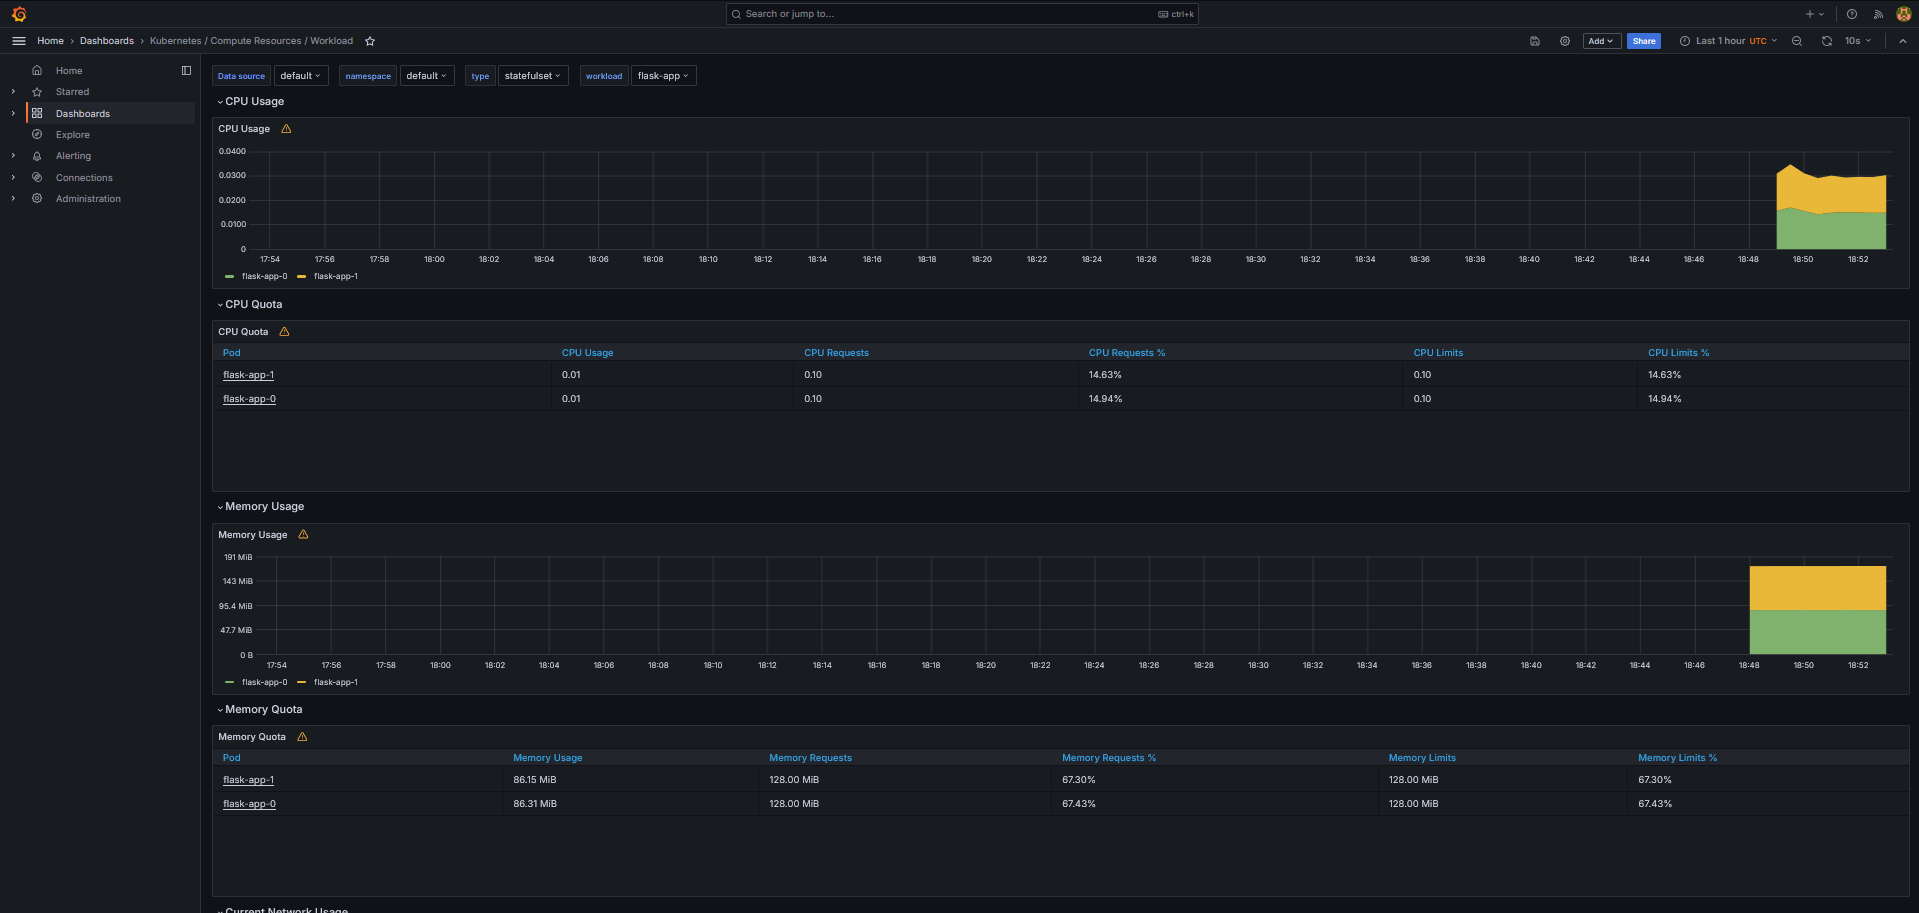 Search or jump to... ctrl+k
Home › Dashboards › Kubernetes / Compute Resources / Workload
Add Share Last 1 hour UTC 10s
Home
Starred
Dashboards
Explore
Alerting
Connections
Administration
Data source default namespace default type statefulset workload flask-app
CPU Usage
CPU Usage
0.0400
0.0300
0.0200
0.0100
0
17:54 17:56 17:58 18:00 18:02 18:04 18:06 18:08 18:10 18:12 18:14 18:16 18:18 18:20 18:22 18:24 18:26 18:28 18:30 18:32 18:34 18:36 18:38 18:40 18:42 18:44 18:46 18:48 18:50 18:52
flask-app-0 flask-app-1
CPU Quota
CPU Quota
Pod CPU Usage CPU Requests CPU Requests % CPU Limits CPU Limits %
flask-app-1 0.01 0.10 14.63% 0.10 14.63%
flask-app-0 0.01 0.10 14.94% 0.10 14.94%
Memory Usage
Memory Usage
191 MiB
143 MiB
95.4 MiB
47.7 MiB
0 B
17:54 17:56 17:58 18:00 18:02 18:04 18:06 18:08 18:10 18:12 18:14 18:16 18:18 18:20 18:22 18:24 18:26 18:28 18:30 18:32 18:34 18:36 18:38 18:40 18:42 18:44 18:46 18:48 18:50 18:52
flask-app-0 flask-app-1
Memory Quota
Memory Quota
Pod Memory Usage Memory Requests Memory Requests % Memory Limits Memory Limits %
flask-app-1 86.15 MiB 128.00 MiB 67.30% 128.00 MiB 67.30%
flask-app-0 86.31 MiB 128.00 MiB 67.43% 128.00 MiB 67.43%
Current Network Usage